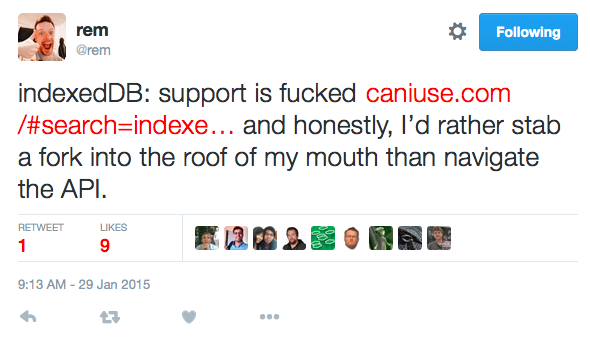 rem
@rem
Following
indexedDB: support is fucked caniuse.com
/#search=indexe… and honestly, I’d rather stab
a fork into the roof of my mouth than navigate
the API.
RETWEET LIKES
1 9
9:13 AM - 29 Jan 2015